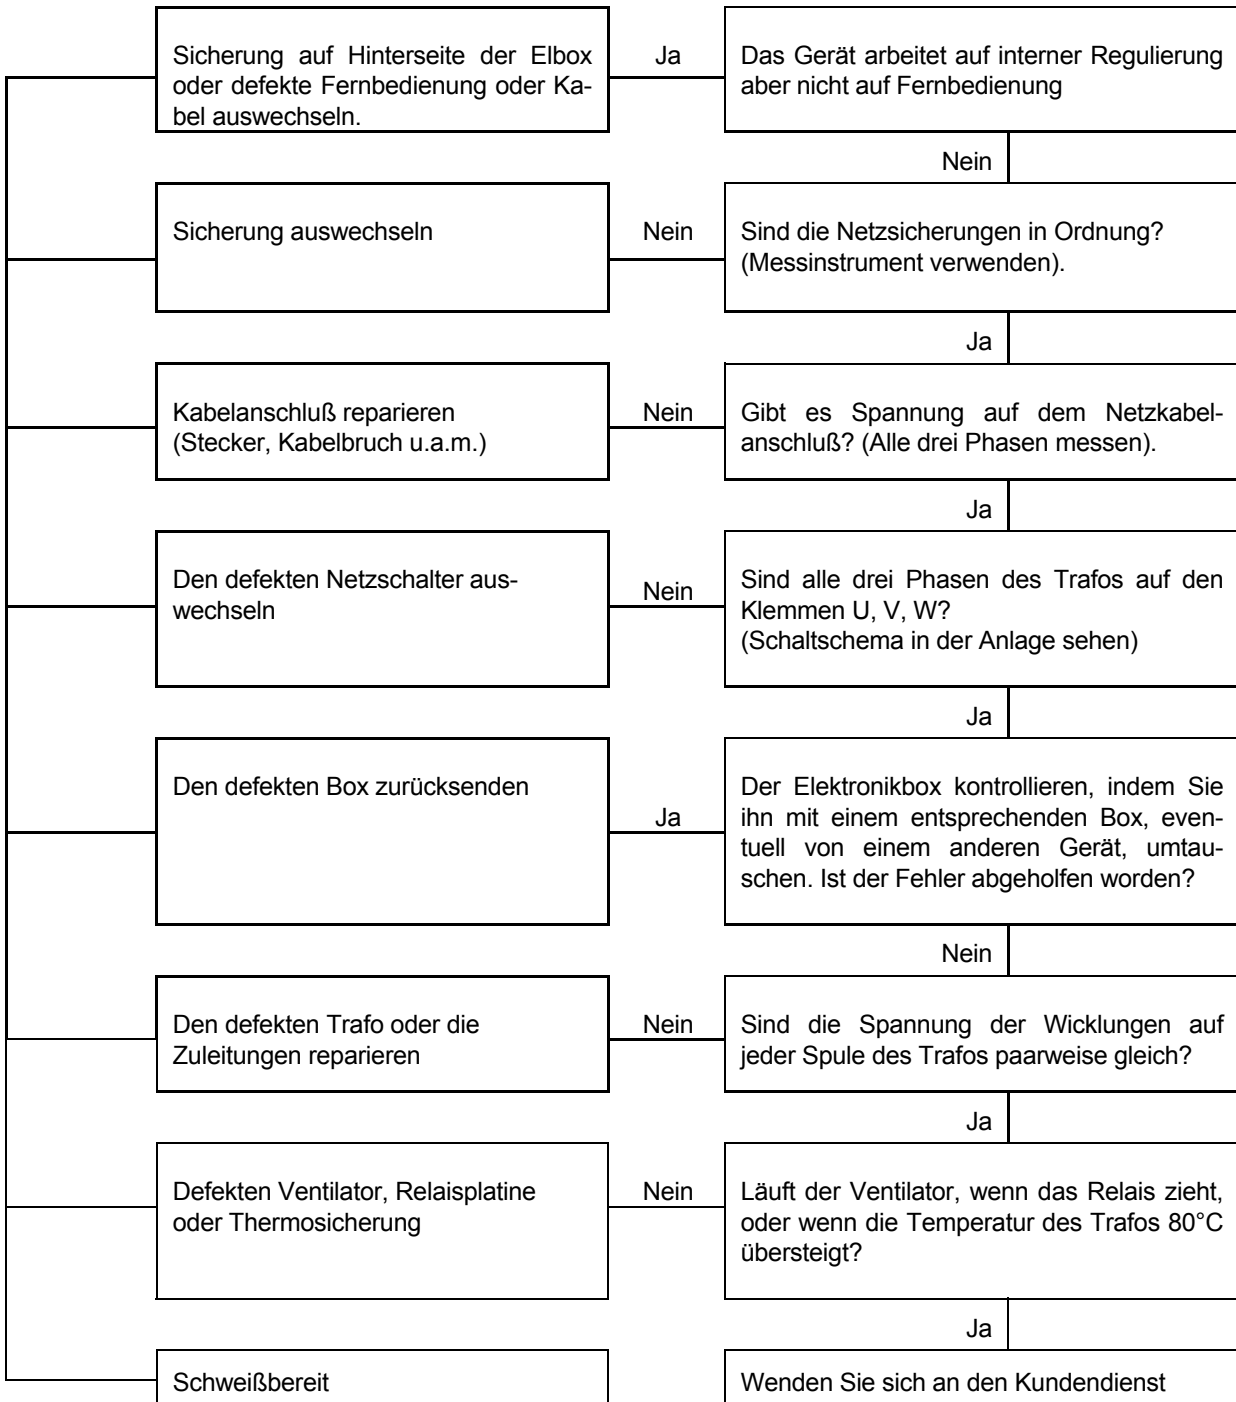 Sicherung auf Hinterseite der Elbox
oder defekte Fernbedienung oder Ka-
bel auswechseln.
Ja
Das Gerät arbeitet auf interner Regulierung
aber nicht auf Fernbedienung
Nein
Sicherung auswechseln
Nein
Sind die Netzsicherungen in Ordnung?
(Messinstrument verwenden).
Ja
Kabelanschluß reparieren
(Stecker, Kabelbruch u.a.m.)
Nein
Gibt es Spannung auf dem Netzkabel-
anschluß? (Alle drei Phasen messen).
Ja
Den defekten Netzschalter aus-
wechseln
Nein
Sind alle drei Phasen des Trafos auf den
Klemmen U, V, W?
(Schaltschema in der Anlage sehen)
Ja
Den defekten Box zurücksenden
Ja
Der Elektronikbox kontrollieren, indem Sie
ihn mit einem entsprechenden Box, even-
tuell von einem anderen Gerät, umtau-
schen. Ist der Fehler abgeholfen worden?
Nein
Den defekten Trafo oder die
Zuleitungen reparieren
Nein
Sind die Spannung der Wicklungen auf
jeder Spule des Trafos paarweise gleich?
Ja
Defekten Ventilator, Relaisplatine
oder Thermosicherung
Nein
Läuft der Ventilator, wenn das Relais zieht,
oder wenn die Temperatur des Trafos 80°C
übersteigt?
Ja
Schweißbereit
Wenden Sie sich an den Kundendienst